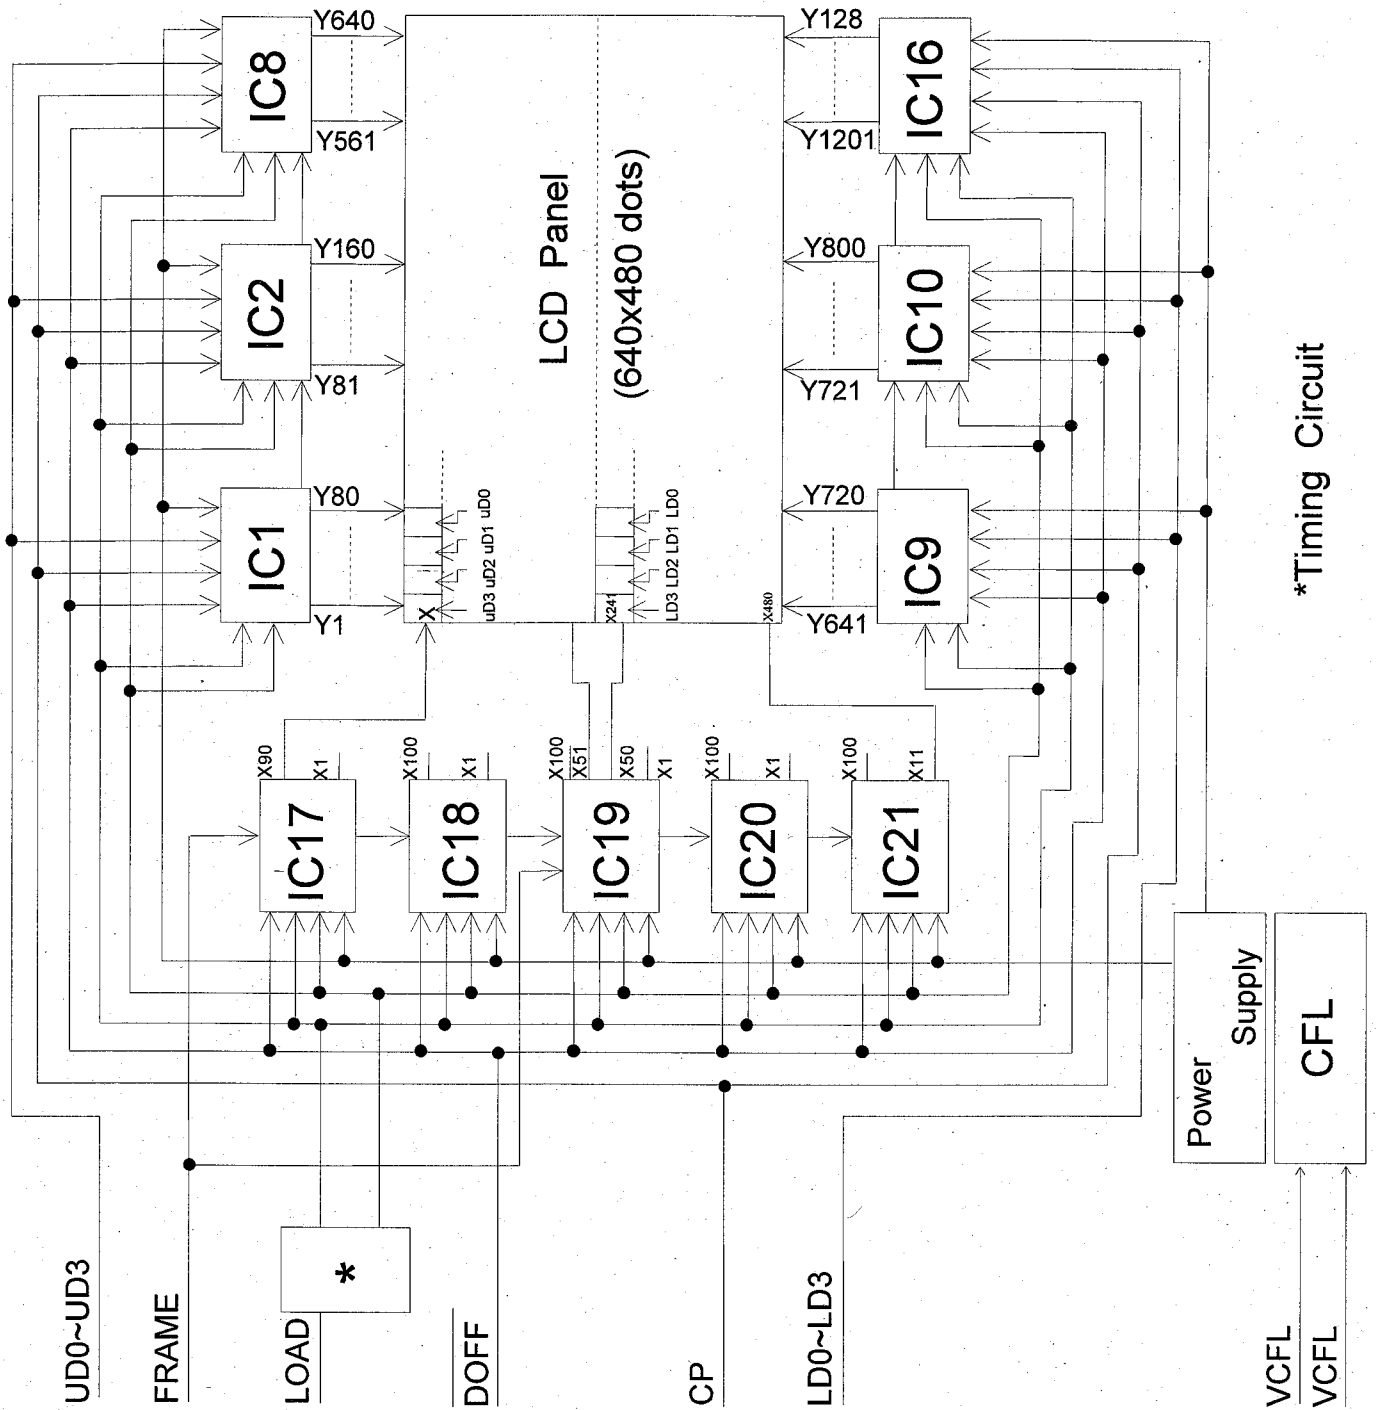 Y640
IC8
Y561
Y160
IC2
Y81
Y80
IC1
Y1
LCD Panel
(640x480 dots)
Y128
IC16
Y1201
Y800
IC10
Y721
Y720
IC9
Y641
uD3 uD2 uD1 uD0
LD3 LD2 LD1 LD0
X
X241
X480
X90
X1
IC17
X100
X1
IC18
X100
X51
X50
X1
IC19
X100
X1
IC20
X100
X11
IC21
*Timing Circuit
Power
Supply
CFL
UD0~UD3
FRAME
LOAD
*
DOFF
CP
LD0~LD3
VCFL
VCFL